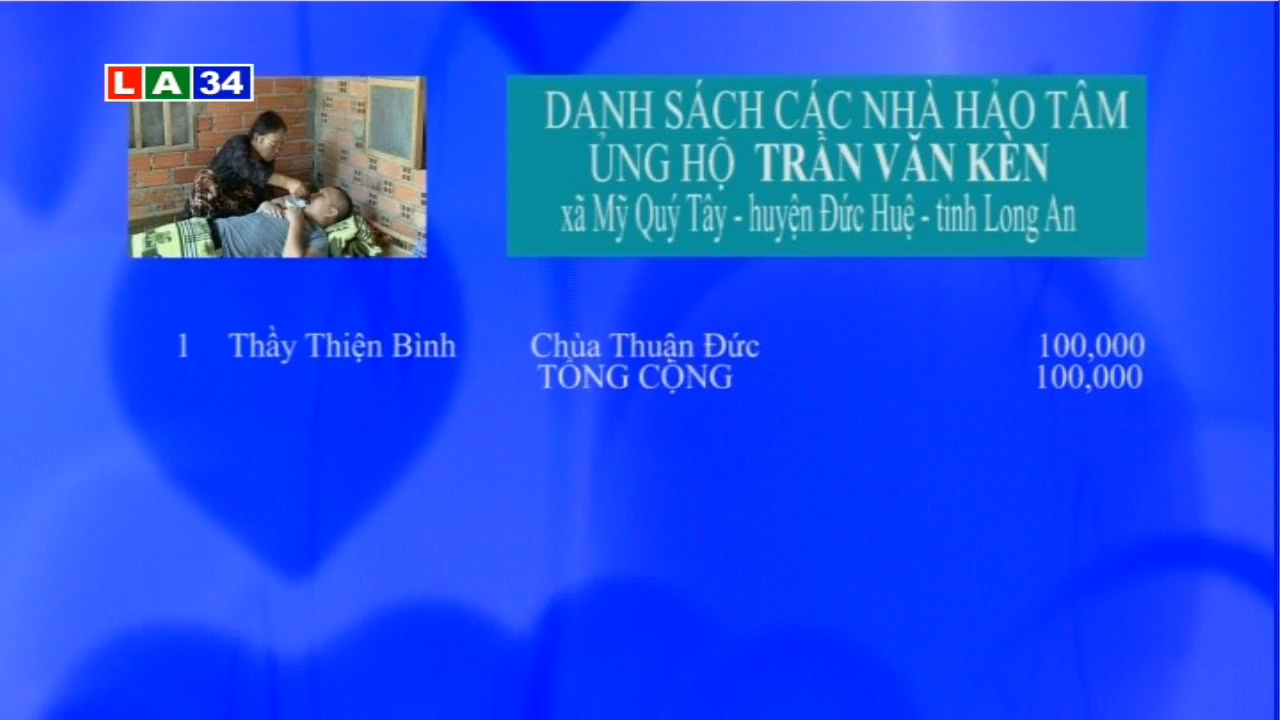 LA34
DANH SÁCH CÁC NHÀ HẢO TÂM
ỦNG HỘ TRẦN VĂN KÈN
xã Mỹ Quý Tây - huyện Đức Huệ - tỉnh Long An
1 Thầy Thiện Bình Chùa Thuận Đức 100,000
TỔNG CỘNG 100,000